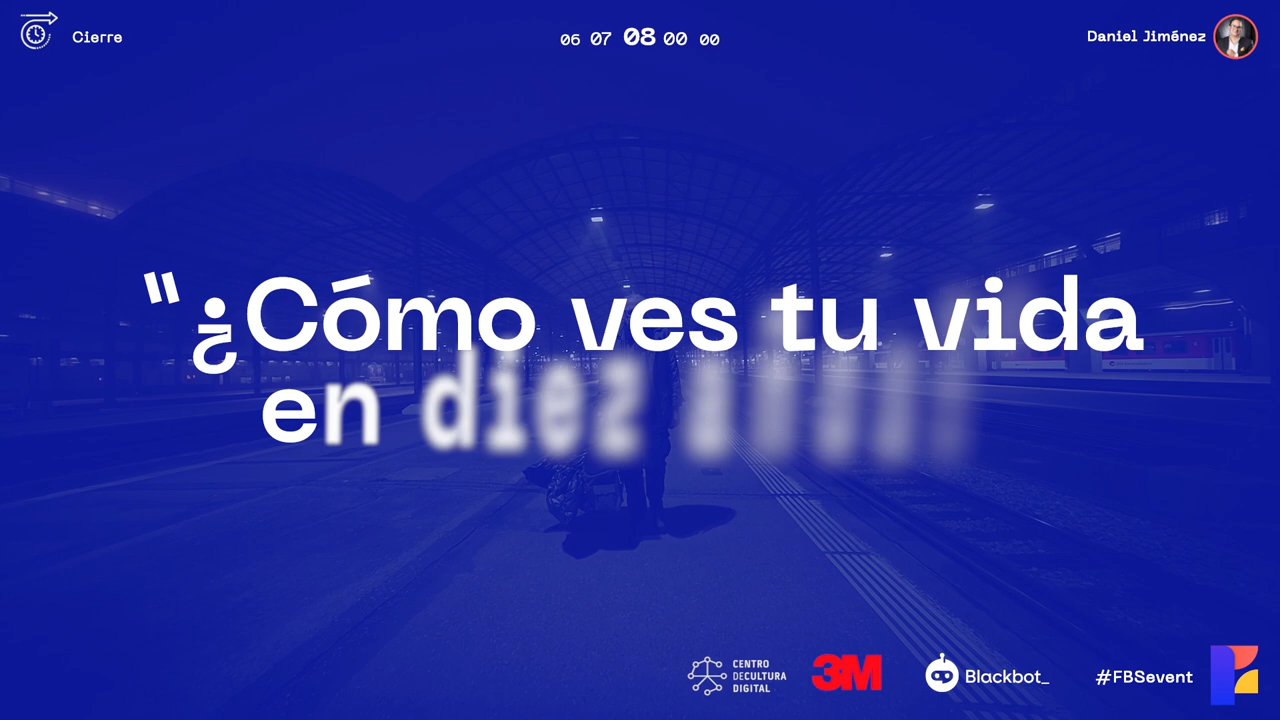 Cierre
06 07 08 00 00
Daniel Jiménez
"¿Cómo ves tu vida
en diez
CENTRO
DECULTURA
DIGITAL
3M
Blackbot_
#FBSevent